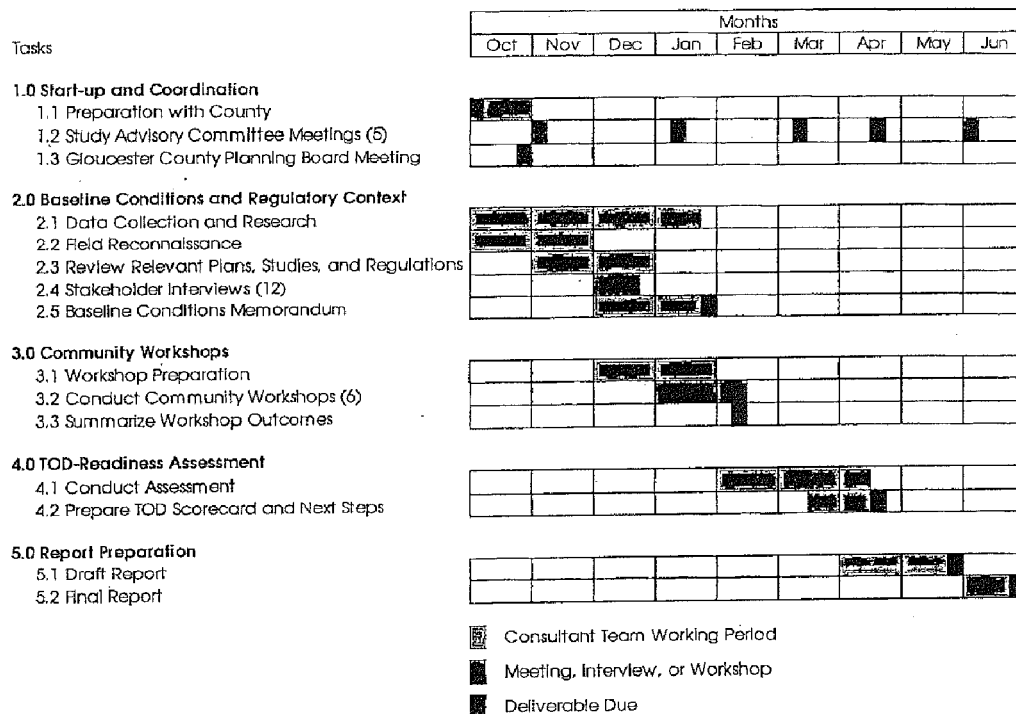 Months
Tasks
Oct Nov Dec Jan Feb Mar Apr May Jun
1.0 Start-up and Coordination
1.1 Preparation with County
1.2 Study Advisory Committee Meetings (5)
1.3 Gloucester County Planning Board Meeting
2.0 Baseline Conditions and Regulatory Context
2.1 Data Collection and Research
2.2 Field Reconnaissance
2.3 Review Relevant Plans, Studies, and Regulations
2.4 Stakeholder Interviews (12)
2.5 Baseline Conditions Memorandum
3.0 Community Workshops
3.1 Workshop Preparation
3.2 Conduct Community Workshops (6)
3.3 Summarize Workshop Outcomes
4.0 TOD-Readiness Assessment
4.1 Conduct Assessment
4.2 Prepare TOD Scorecard and Next Steps
5.0 Report Preparation
5.1 Draft Report
5.2 Final Report
Consultant Team Working Period
Meeting, Interview, or Workshop
Deliverable Due